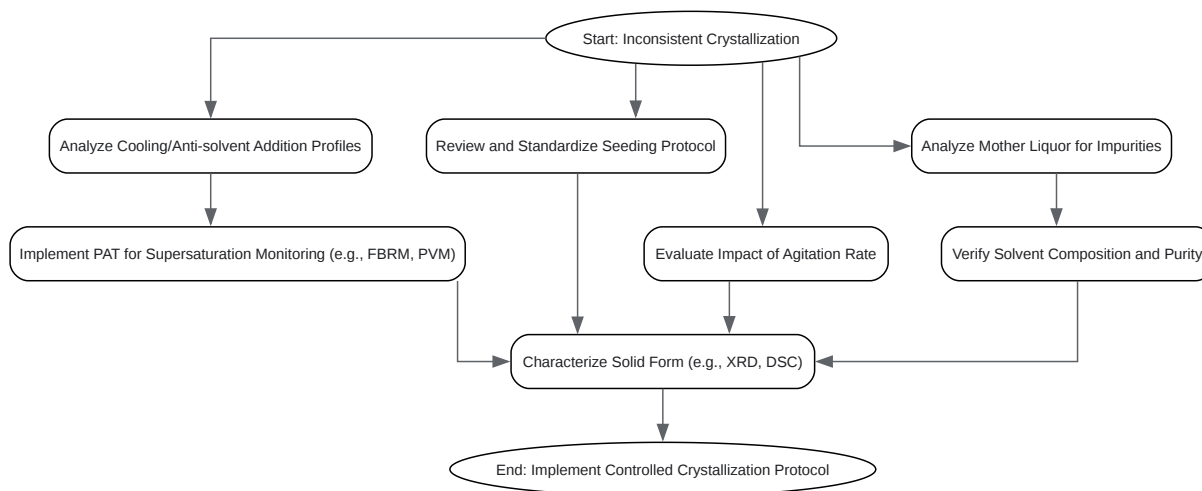 Start: Inconsistent Crystallization
Analyze Cooling/Anti-solvent Addition Profiles
Review and Standardize Seeding Protocol
Analyze Mother Liquor for Impurities
Implement PAT for Supersaturation Monitoring (e.g., FBRM, PVM)
Evaluate Impact of Agitation Rate
Verify Solvent Composition and Purity
Characterize Solid Form (e.g., XRD, DSC)
End: Implement Controlled Crystallization Protocol